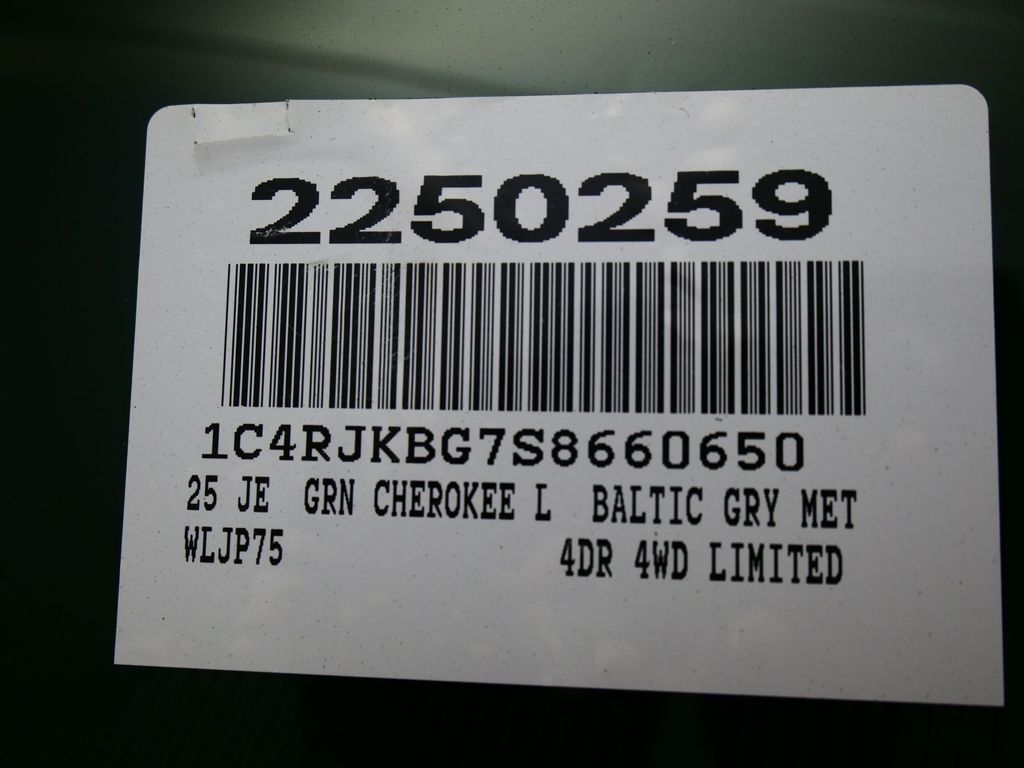 2250259
1C4RJKBG7S8660650
25 JE GRN CHEROKEE L BALTIC GRY MET
WLJP75 4DR 4WD LIMITED